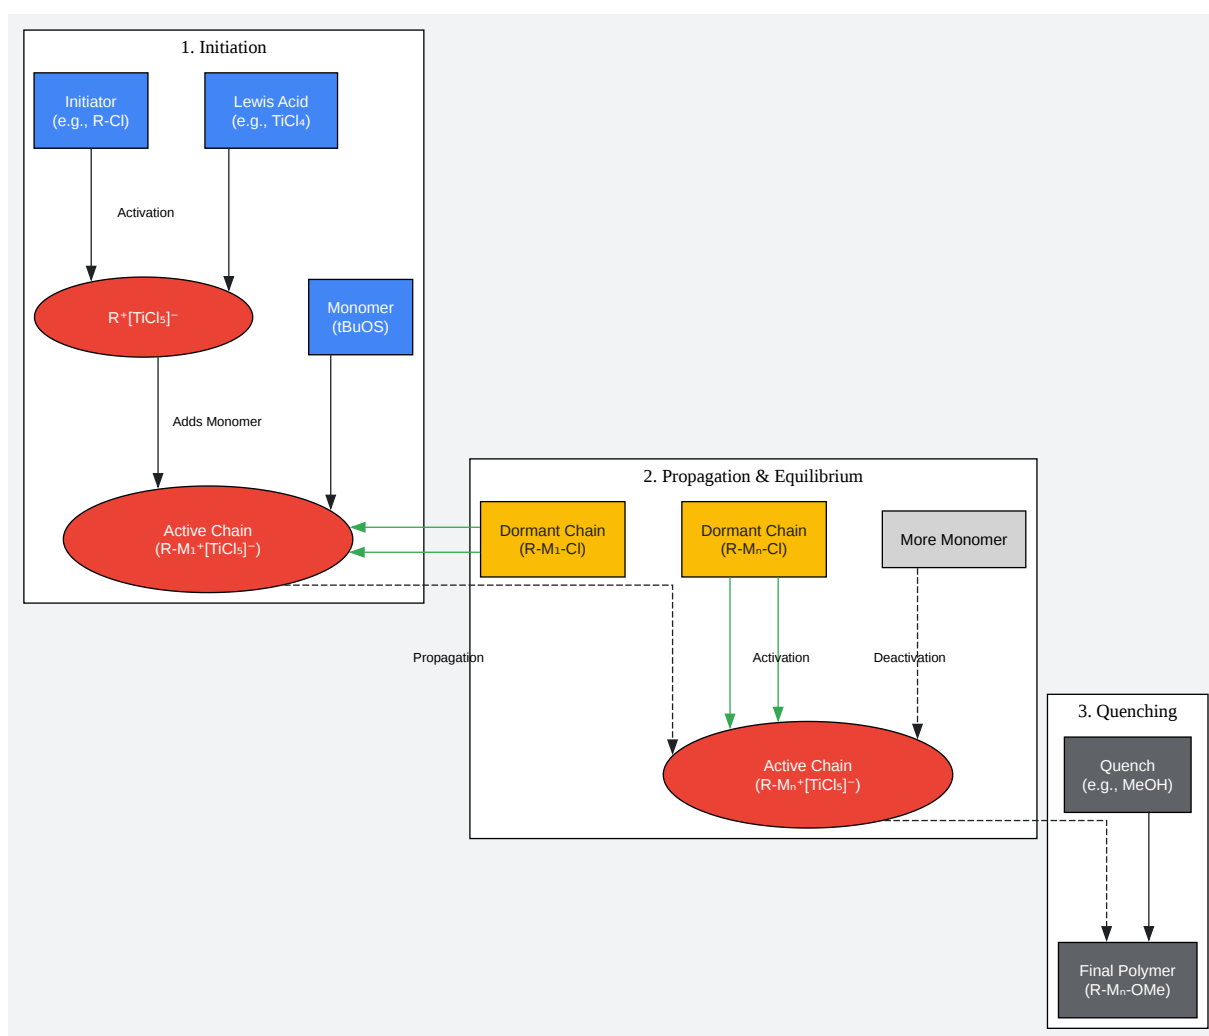 1. Initiation
Initiator
(e.g., R-Cl)
Lewis Acid
(e.g., TiCl₄)
Activation
R⁺[TiCl₅]⁻
Monomer
(tBuOS)
Adds Monomer
Active Chain
(R-M₁⁺[TiCl₅]⁻)
2. Propagation & Equilibrium
Dormant Chain
(R-M₁-Cl)
Dormant Chain
(R-Mₙ-Cl)
More Monomer
Propagation
Activation
Deactivation
Active Chain
(R-Mₙ⁺[TiCl₅]⁻)
3. Quenching
Quench
(e.g., MeOH)
Final Polymer
(R-Mₙ-OMe)